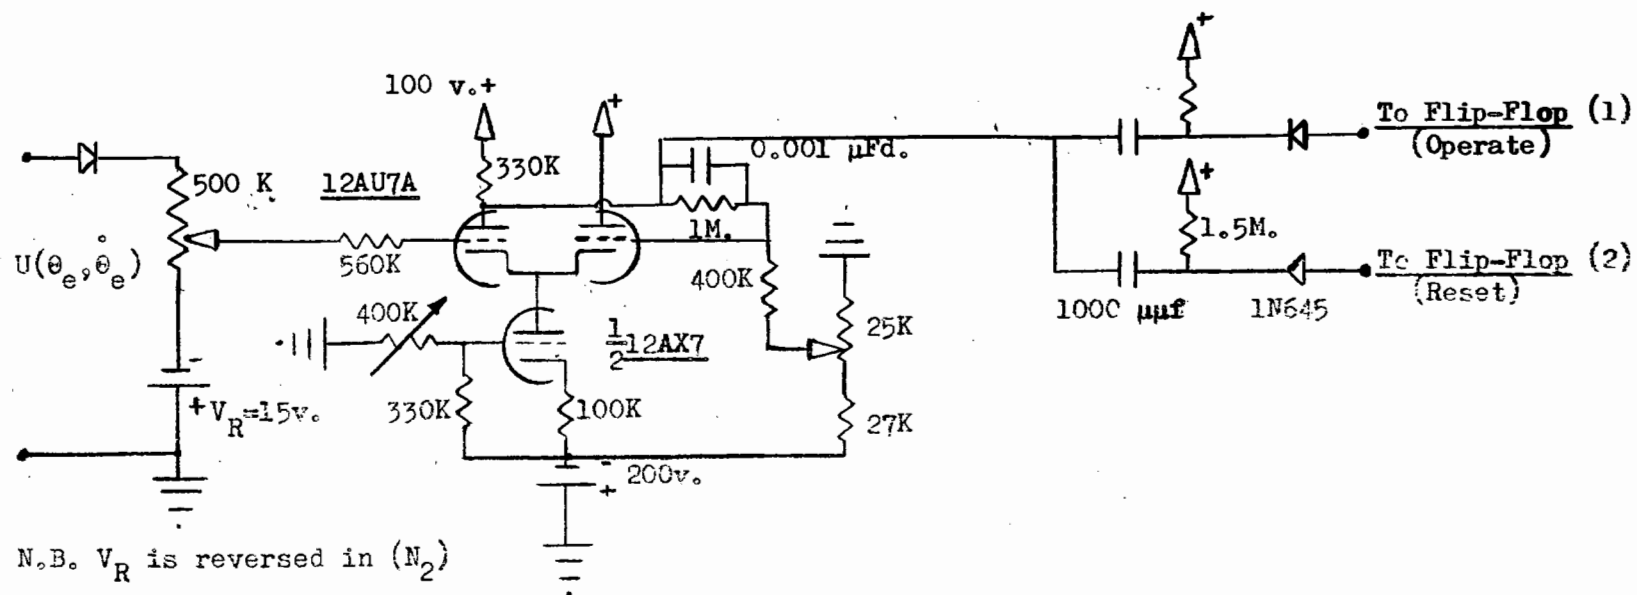 100 v.+
+
+
To Flip-Flop (1)
(Operate)
0.001 µFd.
330K
500 K
12AU7A
+
1M.
1.5M.
U(θe,θ̇e)
560K
400K
To Flip-Flop (2)
(Reset)
1000 µµf
1N645
400K
½12AX7
25K
-
+VR=15v.
330K
100K
27K
-
+
200v.
N.B. VR is reversed in (N2)